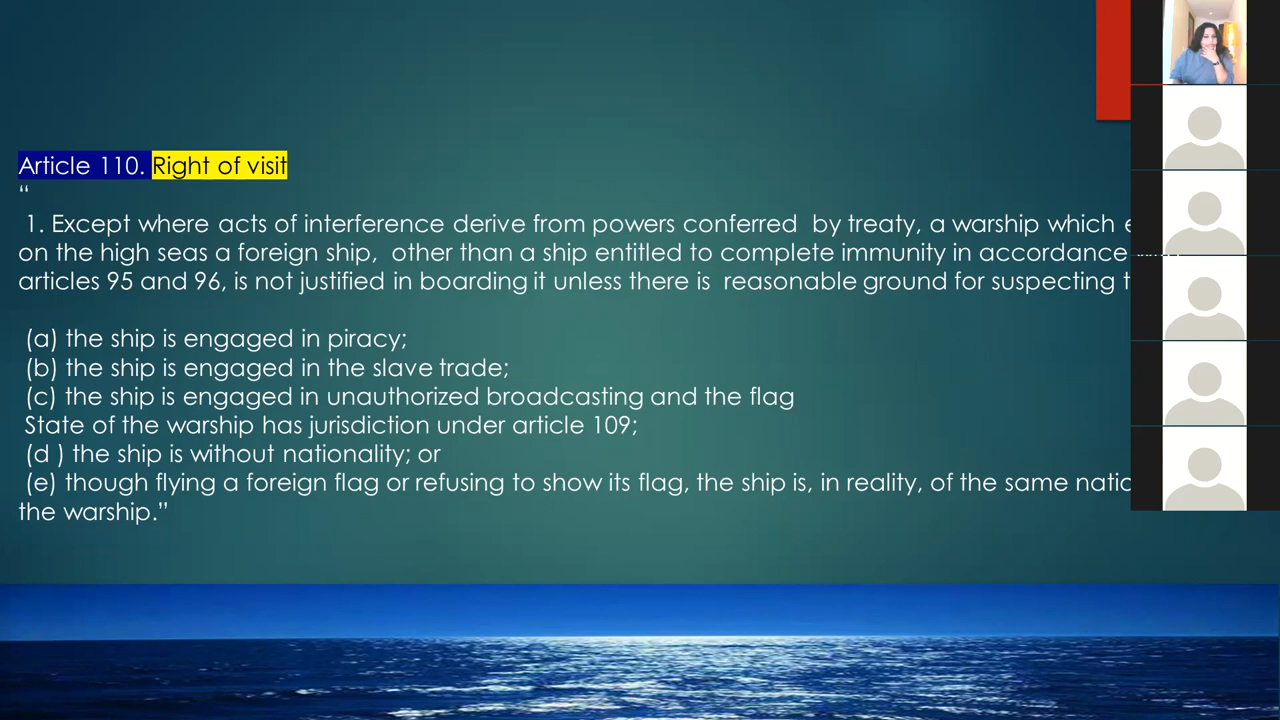 Article 110. Right of visit
“
1. Except where acts of interference derive from powers conferred by treaty, a warship which
on the high seas a foreign ship, other than a ship entitled to complete immunity in accordance
articles 95 and 96, is not justified in boarding it unless there is reasonable ground for suspecting
(a) the ship is engaged in piracy;
(b) the ship is engaged in the slave trade;
(c) the ship is engaged in unauthorized broadcasting and the flag
State of the warship has jurisdiction under article 109;
(d ) the ship is without nationality; or
(e) though flying a foreign flag or refusing to show its flag, the ship is, in reality, of the same
the warship.”